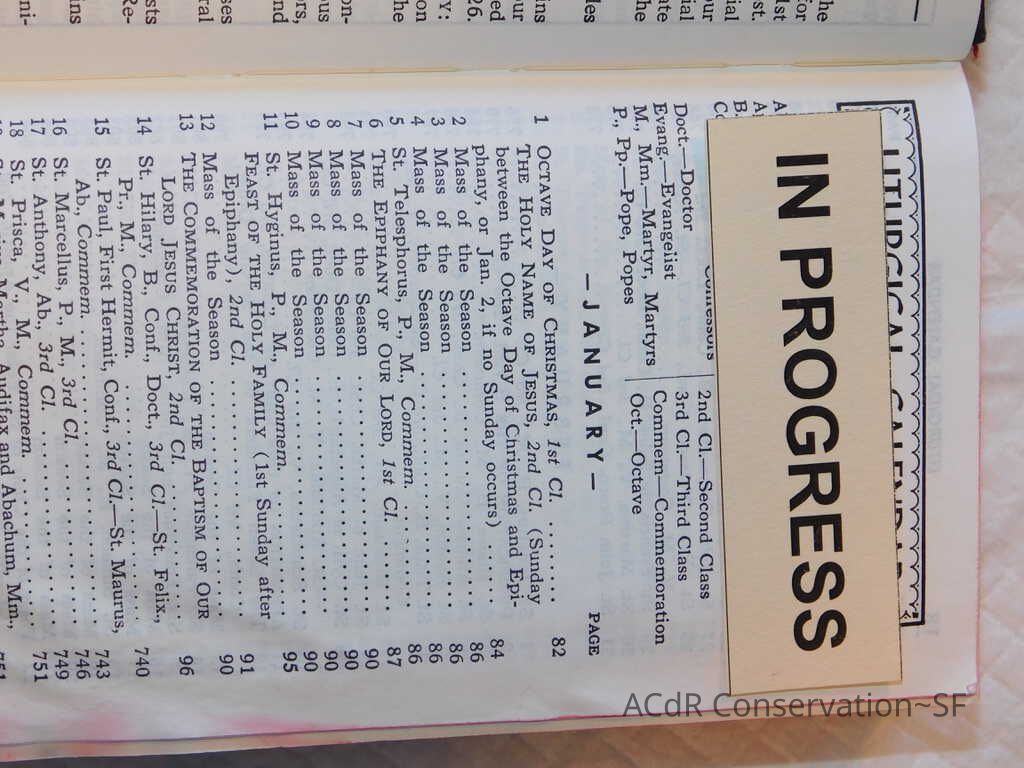 IN PROGRESS
2nd Cl.—Second Class
Doct.—Doctor
3rd Cl.—Third Class
Evang.—Evangelist
Commem—Commemoration
M., Mm.—Martyr, Martyrs
Oct.—Octave
P., Pp.—Pope, Popes
—JANUARY—
PAGE
1 OCTAVE DAY OF CHRISTMAS, 1st Cl. ........ 82
THE HOLY NAME OF JESUS, 2nd Cl. (Sunday
between the Octave Day of Christmas and Epi-
phany, or Jan. 2, if no Sunday occurs) .... 84
2 Mass of the Season .................... 86
3 Mass of the Season .................... 86
4 Mass of the Season .................... 86
5 St. Telesphorus, P., M., Commem. ........ 87
6 THE EPIPHANY OF OUR LORD, 1st Cl. ....... 90
7 Mass of the Season .................... 90
8 Mass of the Season .................... 90
9 Mass of the Season .................... 90
10 Mass of the Season .................... 90
11 St. Hyginus, P., M., Commem. ............ 95
FEAST OF THE HOLY FAMILY (1st Sunday after
Epiphany), 2nd Cl. .................... 91
12 Mass of the Season .................... 90
13 THE COMMEMORATION OF THE BAPTISM OF OUR
LORD JESUS CHRIST, 2nd Cl. .............. 96
14 St. Hilary, B., Conf., Doct., 3rd Cl.—St. Felix.,
Pr., M., Commem. .................... 740
15 St. Paul, First Hermit, Conf., 3rd Cl.—St. Maurus,
Ab., Commem. .................... 743
16 St. Marcellus, P., M., 3rd Cl. .......... 746
17 St. Anthony, Ab., 3rd Cl. ............. 749
18 St. Prisca, V., M., Commem. ........... 751
Audifax and Abachum, Mm.,
ACdR Conservation~SF